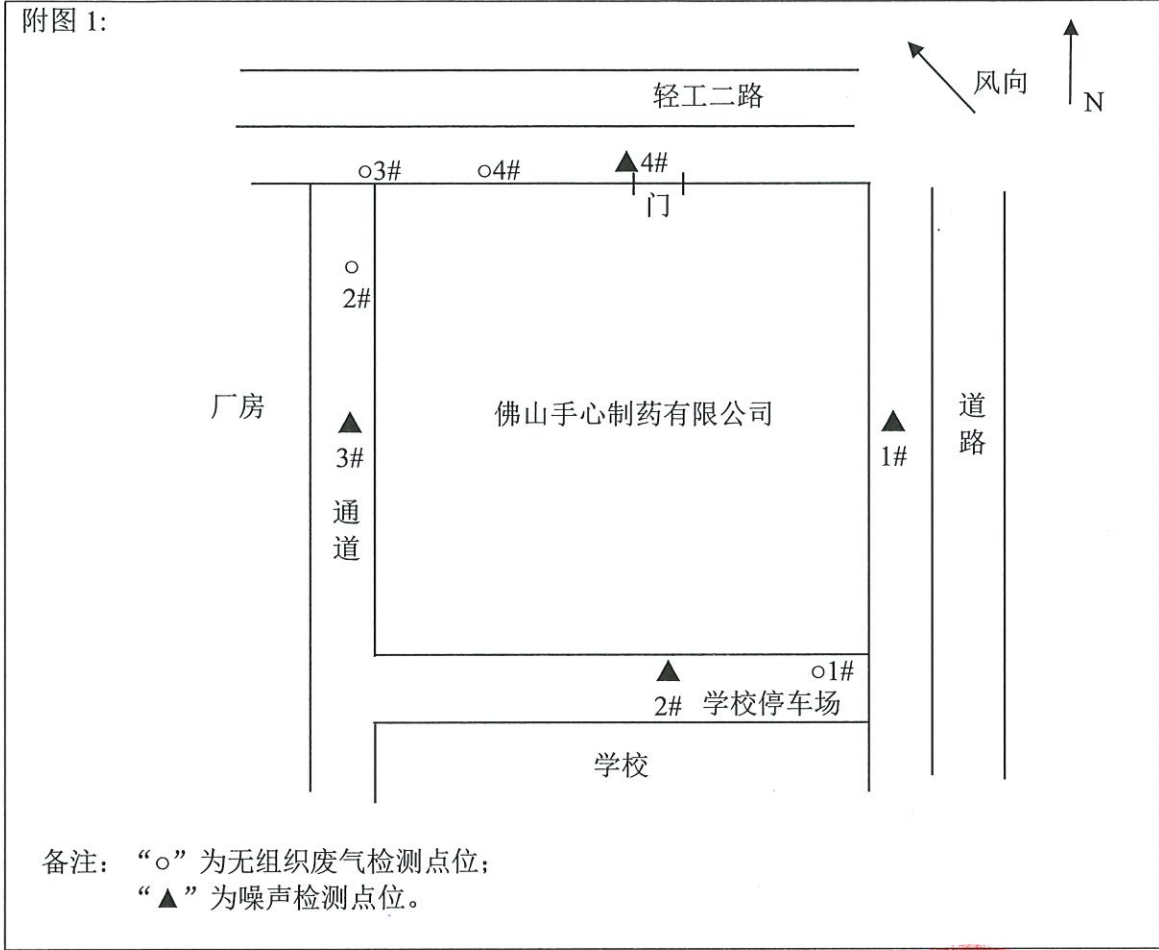 附图 1:
风向
N
轻工二路
○3#
○4#
▲4#
门
○
2#
厂房
佛山手心制药有限公司
道路
▲
3#
▲
1#
通道
○1#
▲
2#
学校停车场
学校
备注：“○”为无组织废气检测点位；
“▲”为噪声检测点位。